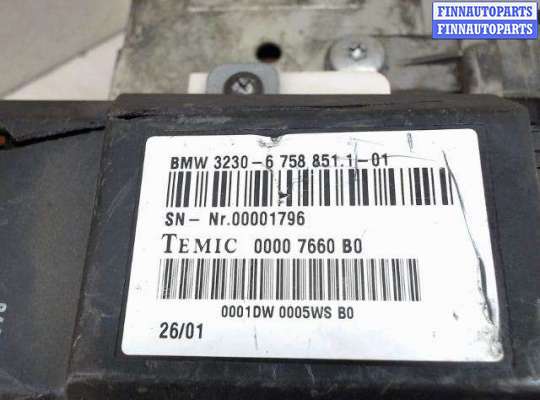 FINNAUTOPARTS
FINNAUTOPARTS
BMW 3230-6 758 851.1-01
SN- Nr.00001796
TEMIC 0000 7660 B0
0001DW 0005WS B0
26/01